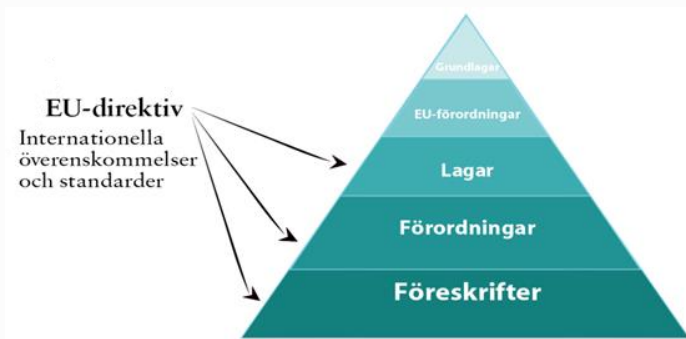 Grundlagar
EU-förordningar
EU-direktiv
Internationella
överenskommelser
och standarder
Lagar
Förordningar
Föreskrifter